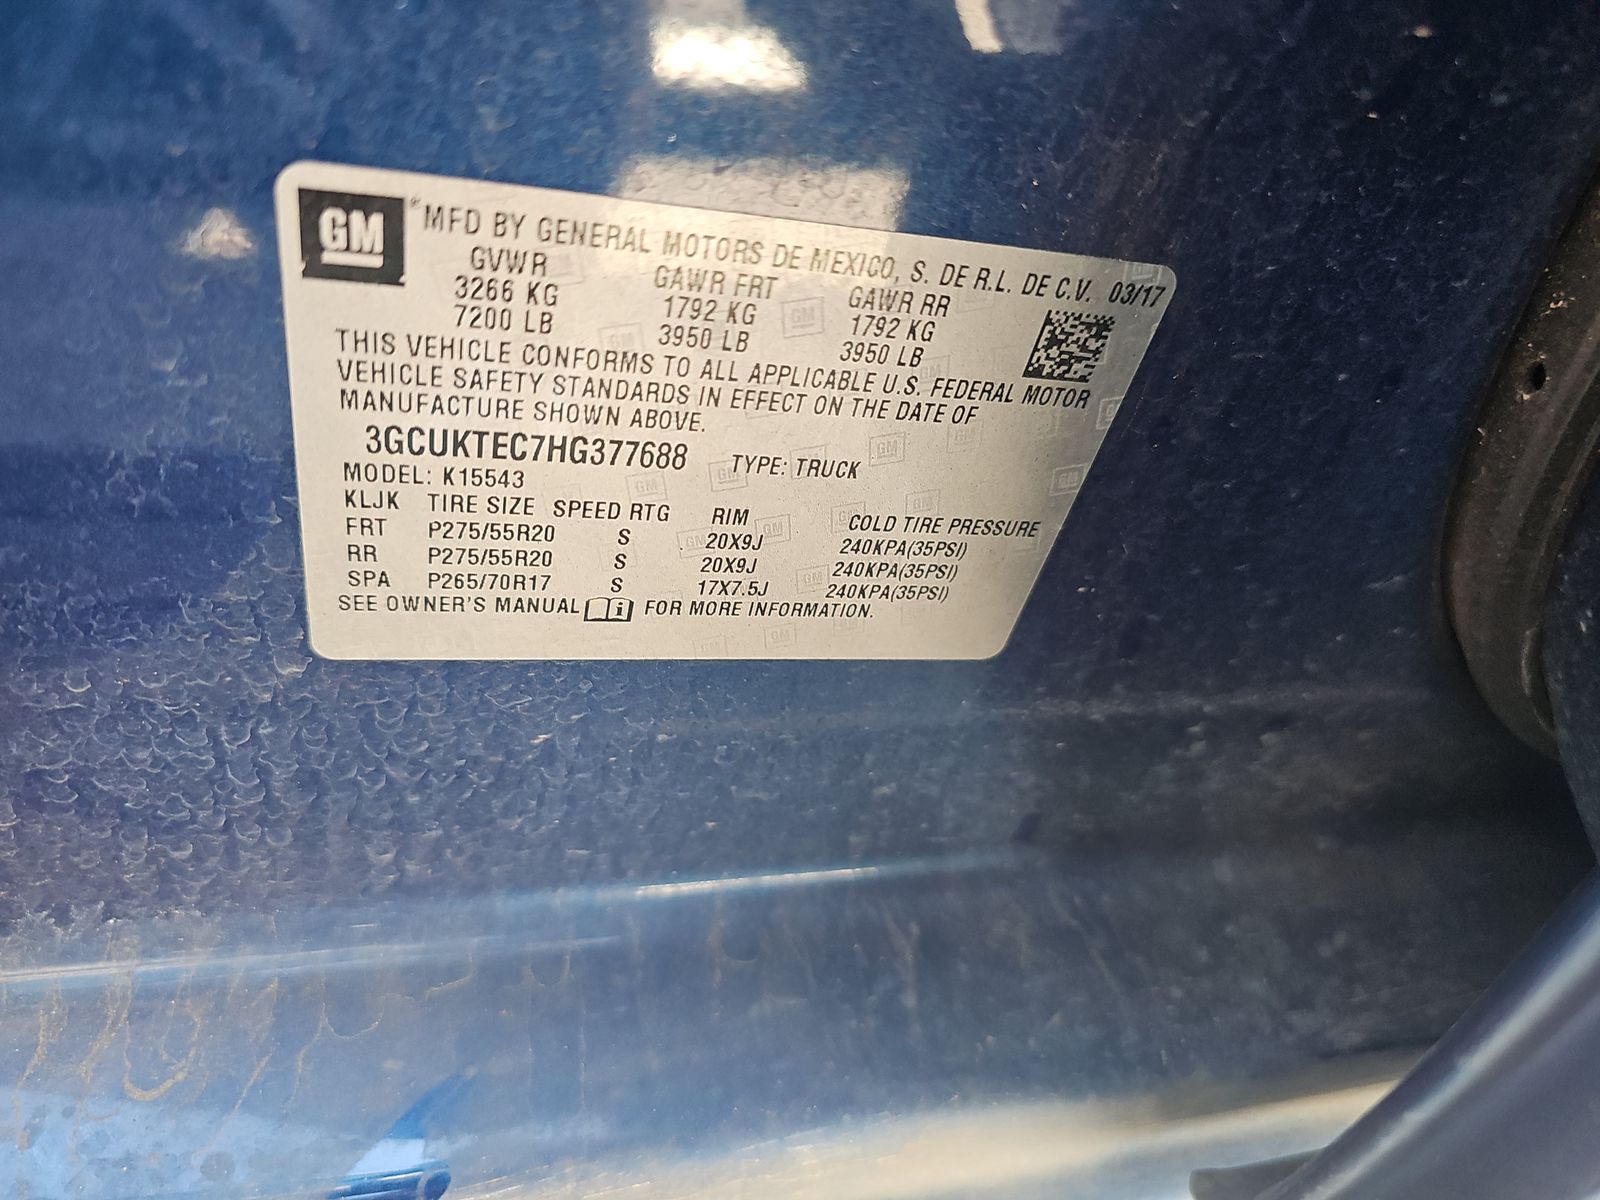 GM ® MFD BY GENERAL MOTORS DE MEXICO, S. DE R.L. DE C.V. 03/17
GVWR GAWR FRT GAWR RR
3266 KG 1792 KG 1792 KG
7200 LB 3950 LB 3950 LB
THIS VEHICLE CONFORMS TO ALL APPLICABLE U.S. FEDERAL MOTOR
VEHICLE SAFETY STANDARDS IN EFFECT ON THE DATE OF
MANUFACTURE SHOWN ABOVE.
3GCUKTEC7HG377688 TYPE: TRUCK
MODEL: K15543
KLJK TIRE SIZE SPEED RTG RIM COLD TIRE PRESSURE
FRT P275/55R20 S 20X9J 240KPA(35PSI)
RR P275/55R20 S 20X9J 240KPA(35PSI)
SPA P265/70R17 S 17X7.5J 240KPA(35PSI)
SEE OWNER'S MANUAL i FOR MORE INFORMATION.